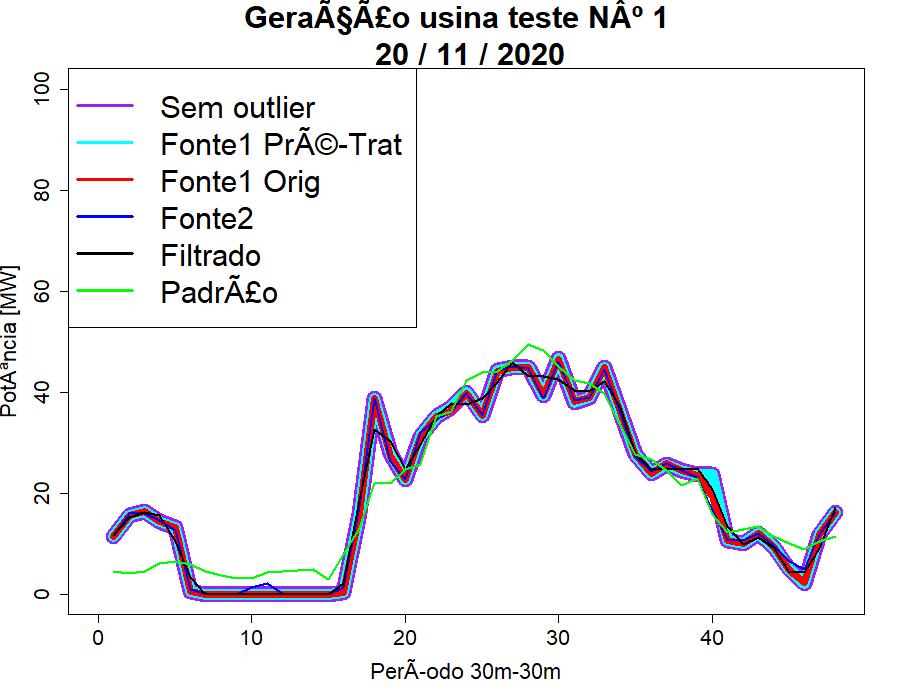 GeraÃ§Ã£o usina teste NÂº 1
20 / 11 / 2020
Sem outlier
Fonte1 PrÃ©-Trat
Fonte1 Orig
Fonte2
Filtrado
PadrÃ£o
PotÃªncia [MW]
100
80
60
40
20
0
0 10 20 30 40
PerÃ­-odo 30m-30m